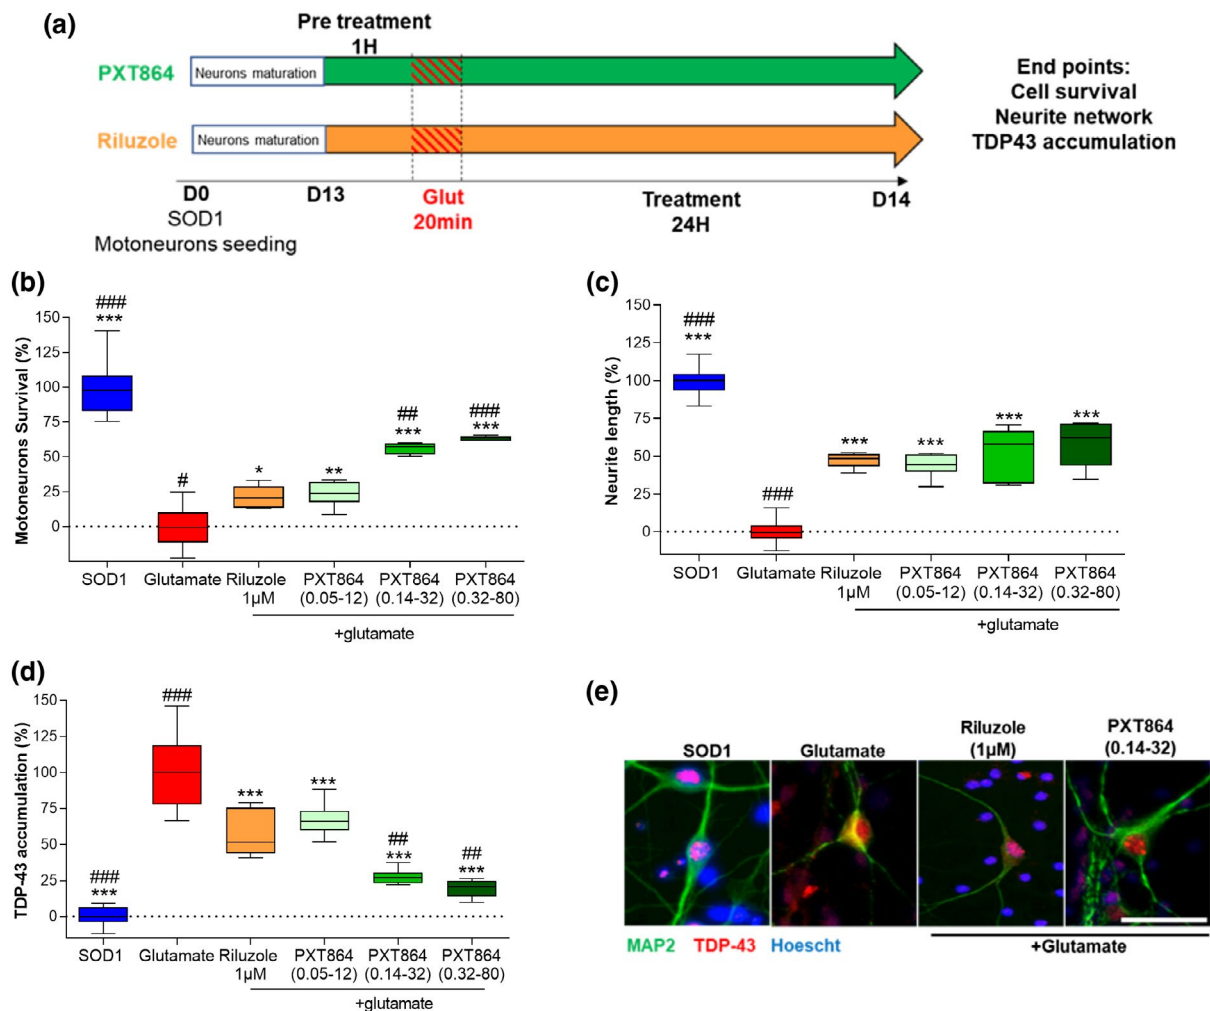 (a)
Pre treatment
1H
PXT864
Neurons maturation
Riluzole
Neurons maturation
End points:
Cell survival
Neurite network
TDP43 accumulation
D0
D13
Glut
20min
Treatment
24H
D14
SOD1
Motoneurons seeding
(b)
Motoneurons Survival (%)
150
125
100
75
50
25
0
###
***
#
*
**
##
***
###
***
SOD1
Glutamate
Riluzole
1µM
PXT864
(0.05-12)
PXT864
(0.14-32)
PXT864
(0.32-80)
+glutamate
(c)
Neurite length (%)
150
125
100
75
50
25
0
###
***
###
***
***
***
***
SOD1
Glutamate
Riluzole
1µM
PXT864
(0.05-12)
PXT864
(0.14-32)
PXT864
(0.32-80)
+glutamate
(d)
TDP-43 accumulation (%)
150
125
100
75
50
25
0
###
***
###
***
***
##
***
##
***
SOD1
Glutamate
Riluzole
1µM
PXT864
(0.05-12)
PXT864
(0.14-32)
PXT864
(0.32-80)
+glutamate
(e)
SOD1
Glutamate
Riluzole
(1µM)
PXT864
(0.14-32)
MAP2 TDP-43 Hoescht
+Glutamate